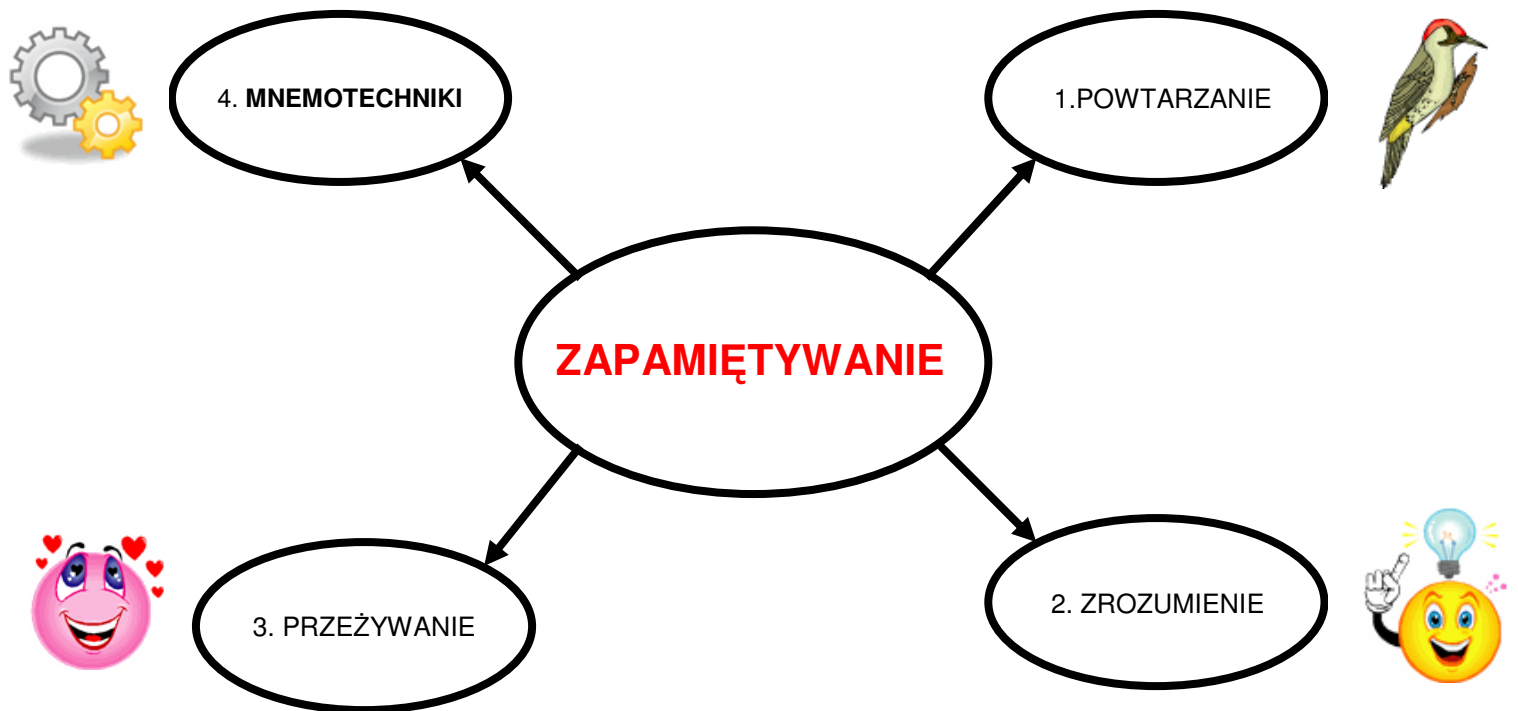 4. MNEMOTECHNIKI
1.POWTARZANIE
ZAPAMIĘTYWANIE
3. PRZEŻYWANIE
2. ZROZUMIENIE